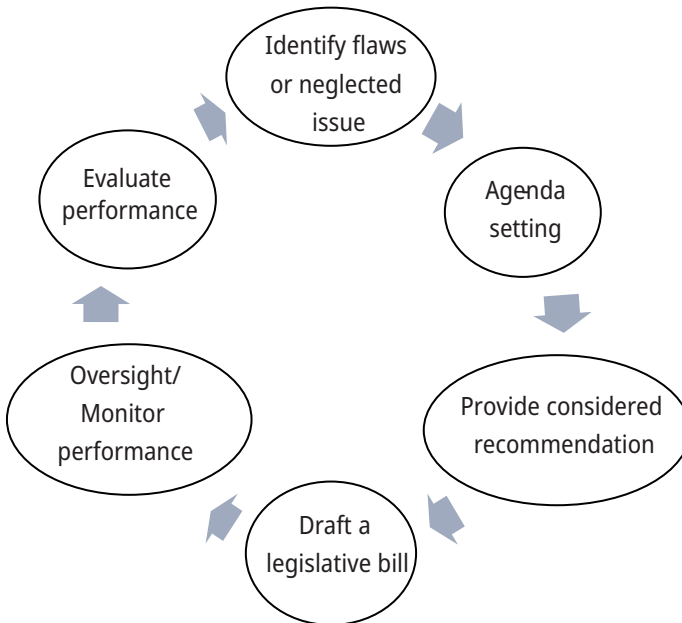 Identify flaws
or neglected
issue
Agenda
setting
Provide considered
recommendation
Draft a
legislative bill
Oversight/
Monitor
performance
Evaluate
performance